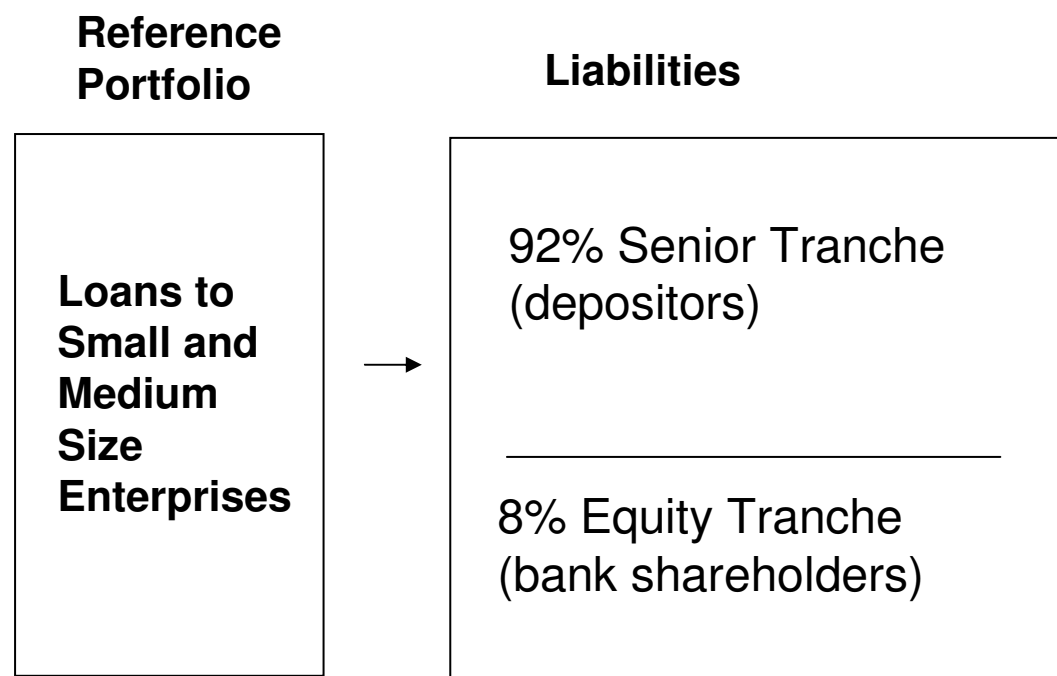 Reference
Portfolio
Liabilities
Loans to
Small and
Medium
Size
Enterprises
92% Senior Tranche
(depositors)
8% Equity Tranche
(bank shareholders)